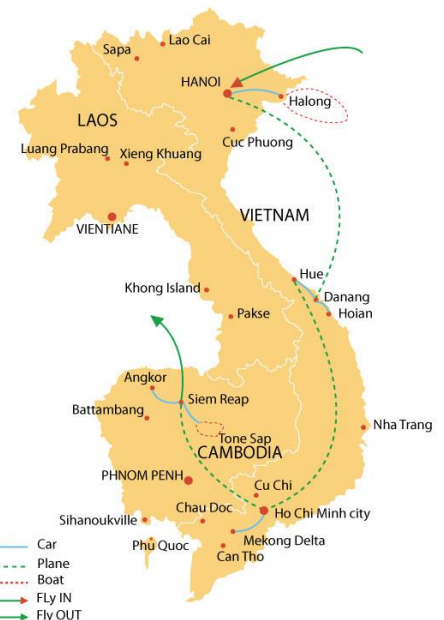 Lao Cai
Sapa
HANOI
Halong
LAOS
Cuc Phuong
Luang Prabang
Xieng Khuang
VIETNAM
VIENTIANE
Hue
Khong Island
Danang
Hoian
Pakse
Angkor
Siem Reap
Battambang
Nha Trang
Tone Sap
CAMBODIA
PHNOM PENH
Cu Chi
Chau Doc
Ho Chi Minh city
Sihanoukville
Mekong Delta
Phu Quoc
Can Tho
Car
Plane
Boat
FLy IN
Fly OUT